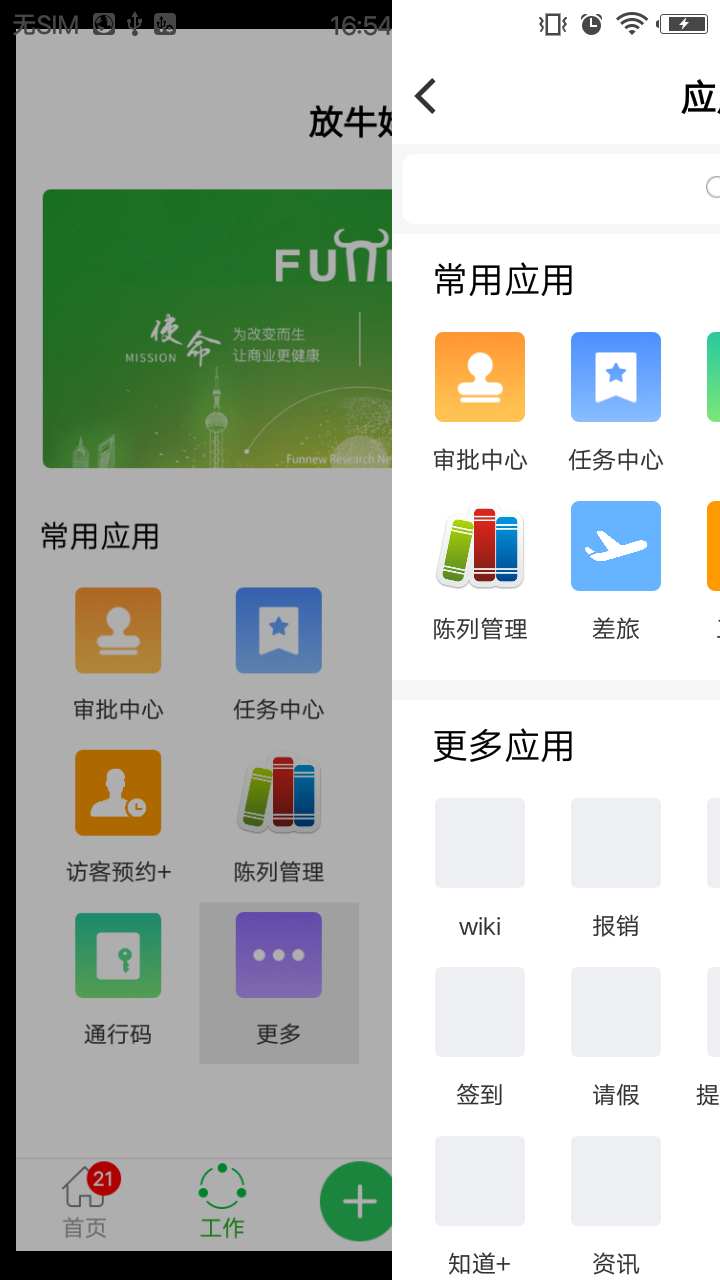 无SIM
16:54
放牛
FUN
使命
MISSION
为改变而生
让商业更健康
Funnew Research Ne
常用应用
审批中心
任务中心
访客预约+
陈列管理
通行码
更多
21
首页
工作
应
常用应用
审批中心
任务中心
陈列管理
差旅
更多应用
wiki
报销
签到
请假
提
知道+
资讯